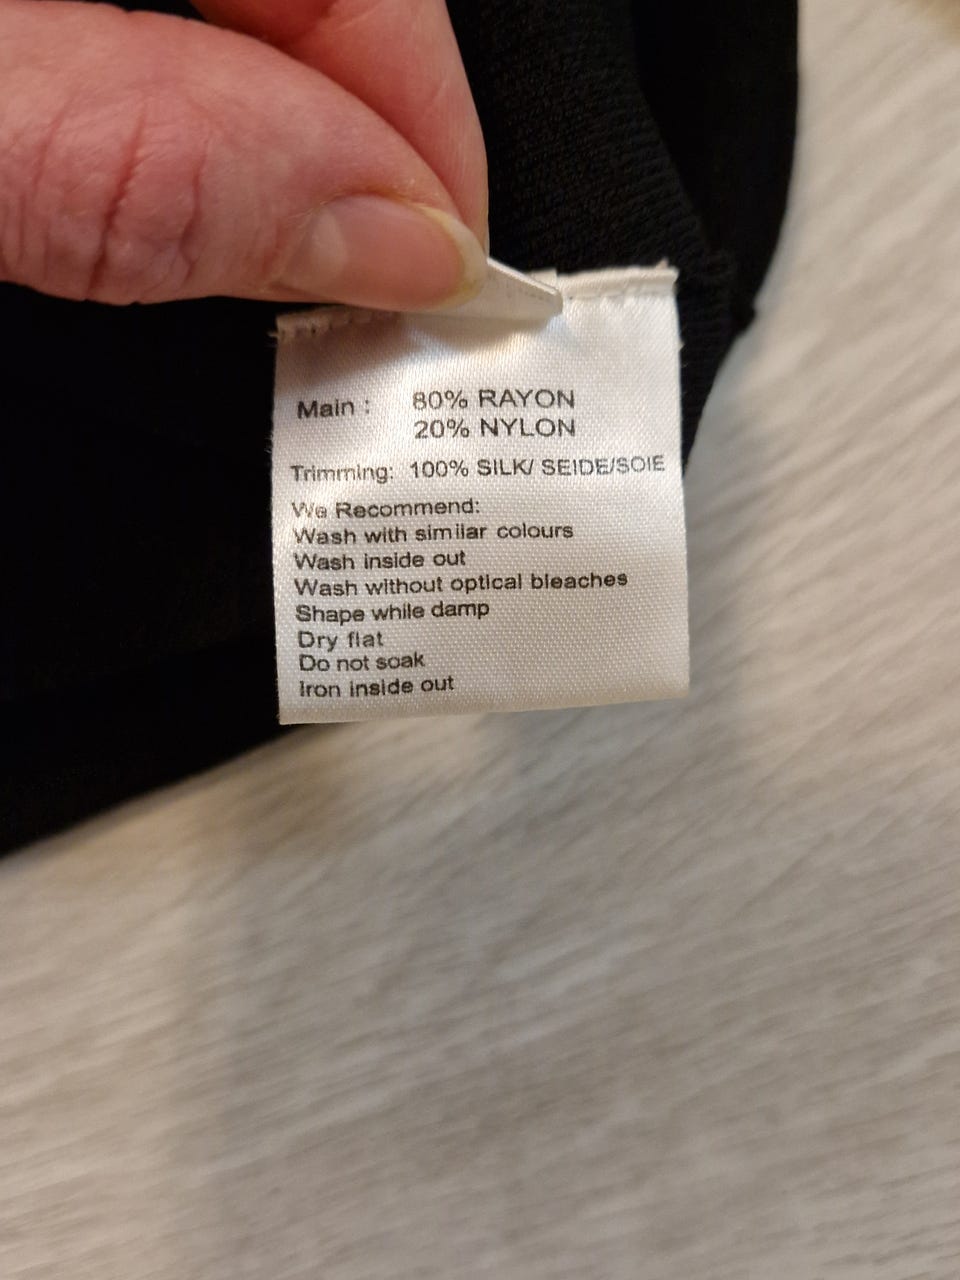 Main : 80% RAYON
20% NYLON
Trimming: 100% SILK/ SEIDE/SOIE
We Recommend:
Wash with similar colours
Wash inside out
Wash without optical bleaches
Shape while damp
Dry flat
Do not soak
Iron inside out